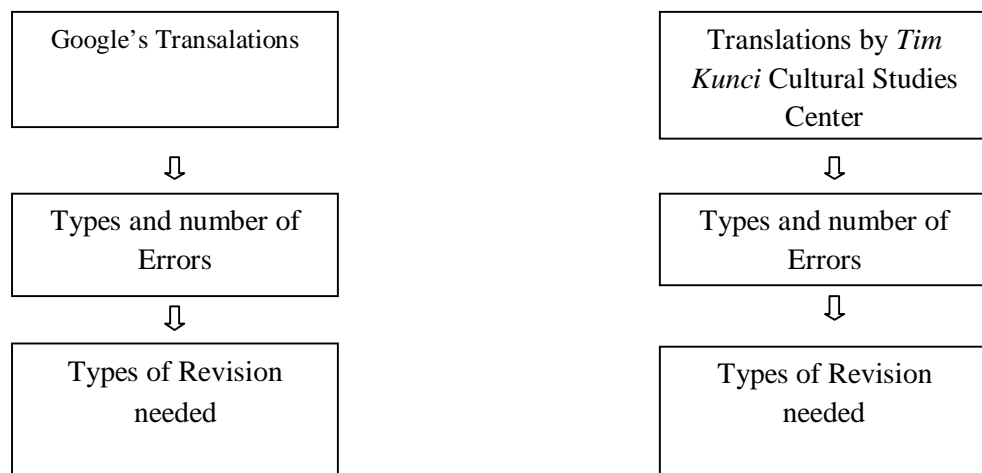 Google’s Transalations
Types and number of
Errors
Types of Revision
needed
Translations by Tim
Kunci Cultural Studies
Center
Types and number of
Errors
Types of Revision
needed